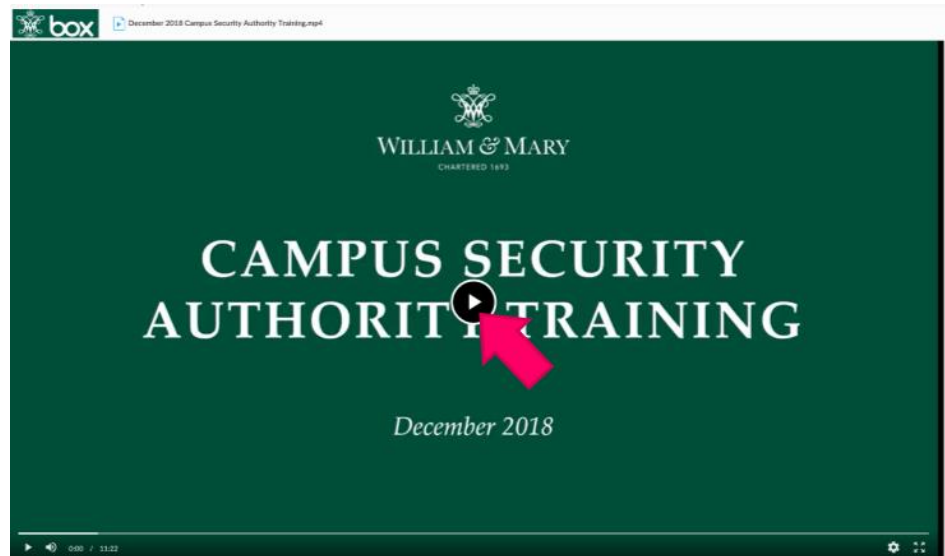 box
December 2018 Campus Security Authority Training.mp4
WILLIAM & MARY
CHARTERED 1693
CAMPUS SECURITY
AUTHORITY TRAINING
December 2018
0:00 / 11:22